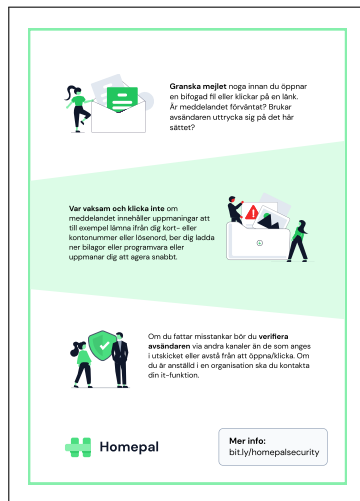 Granska mejlet noga innan du öppnar
en bifogad fil eller klickar på en länk.
Är meddelandet förväntat? Brukar
avsändaren uttrycka sig på det här
sättet?
Var vaksam och klicka inte om
meddelandet innehåller uppmaningar att
till exempel lämna ifrån dig kort- eller
kontonummer eller lösenord, ber dig ladda
ner bilagor eller programvara eller
uppmanar dig att agera snabbt.
Om du fattar misstankar bör du verifiera
avsändaren via andra kanaler än de som anges
i utskicket eller avstå från att öppna/klicka. Om
du är anställd i en organisation ska du kontakta
din it-funktion.
Homepal
Mer info:
bit.ly/homepalsecurity